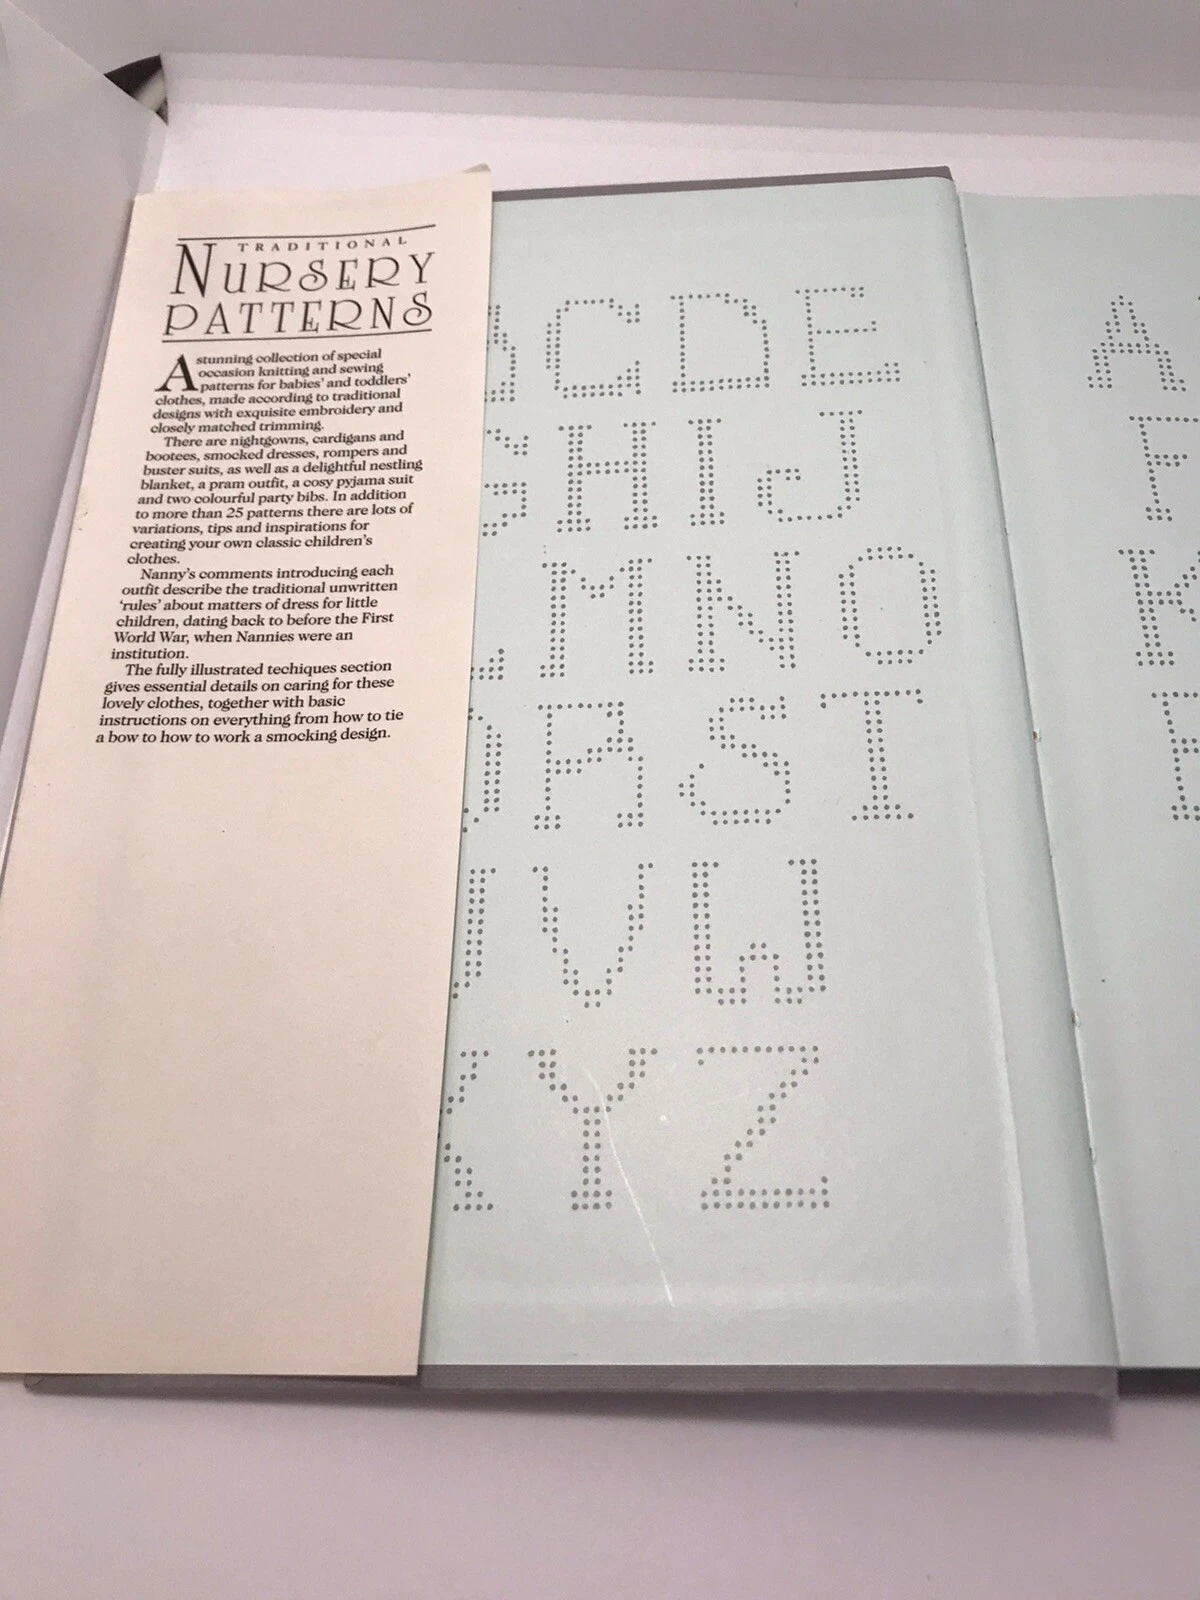 TRADITIONAL
NURSERY
PATTERNS
A stunning collection of special
occasion knitting and sewing
patterns for babies' and toddlers'
clothes, made according to traditional
designs with exquisite embroidery and
closely matched trimming.
There are nightgowns, cardigans and
bootees, smocked dresses, rompers and
buster suits, as well as a delightful nestling
blanket, a pram outfit, a cosy pyjama suit
and two colourful party bibs. In addition
to more than 25 patterns there are lots of
variations, tips and inspirations for
creating your own classic children's
clothes.
Nanny's comments introducing each
outfit describe the traditional unwritten
'rules' about matters of dress for little
children, dating back to before the First
World War, when Nannies were an
institution.
The fully illustrated techiques section
gives essential details on caring for these
lovely clothes, together with basic
instructions on everything from how to tie
a bow to how to work a smocking design.
C D E
G H I J
L M N O
R S T
V W
X Y Z
A
F
K